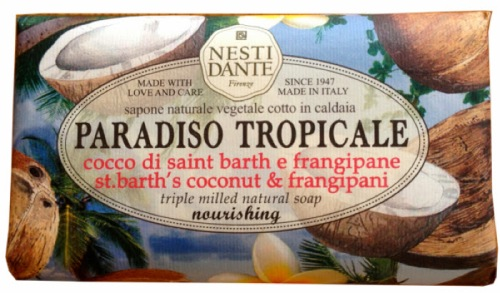 NESTI
DANTE
Firenze
MADE WITH
LOVE AND CARE
SINCE 1947
MADE IN ITALY
sapone naturale vegetale cotto in caldaia
PARADISO TROPICALE
cocco di saint barth e frangipane
st.barth's coconut & frangipani
triple milled natural soap
nourishing